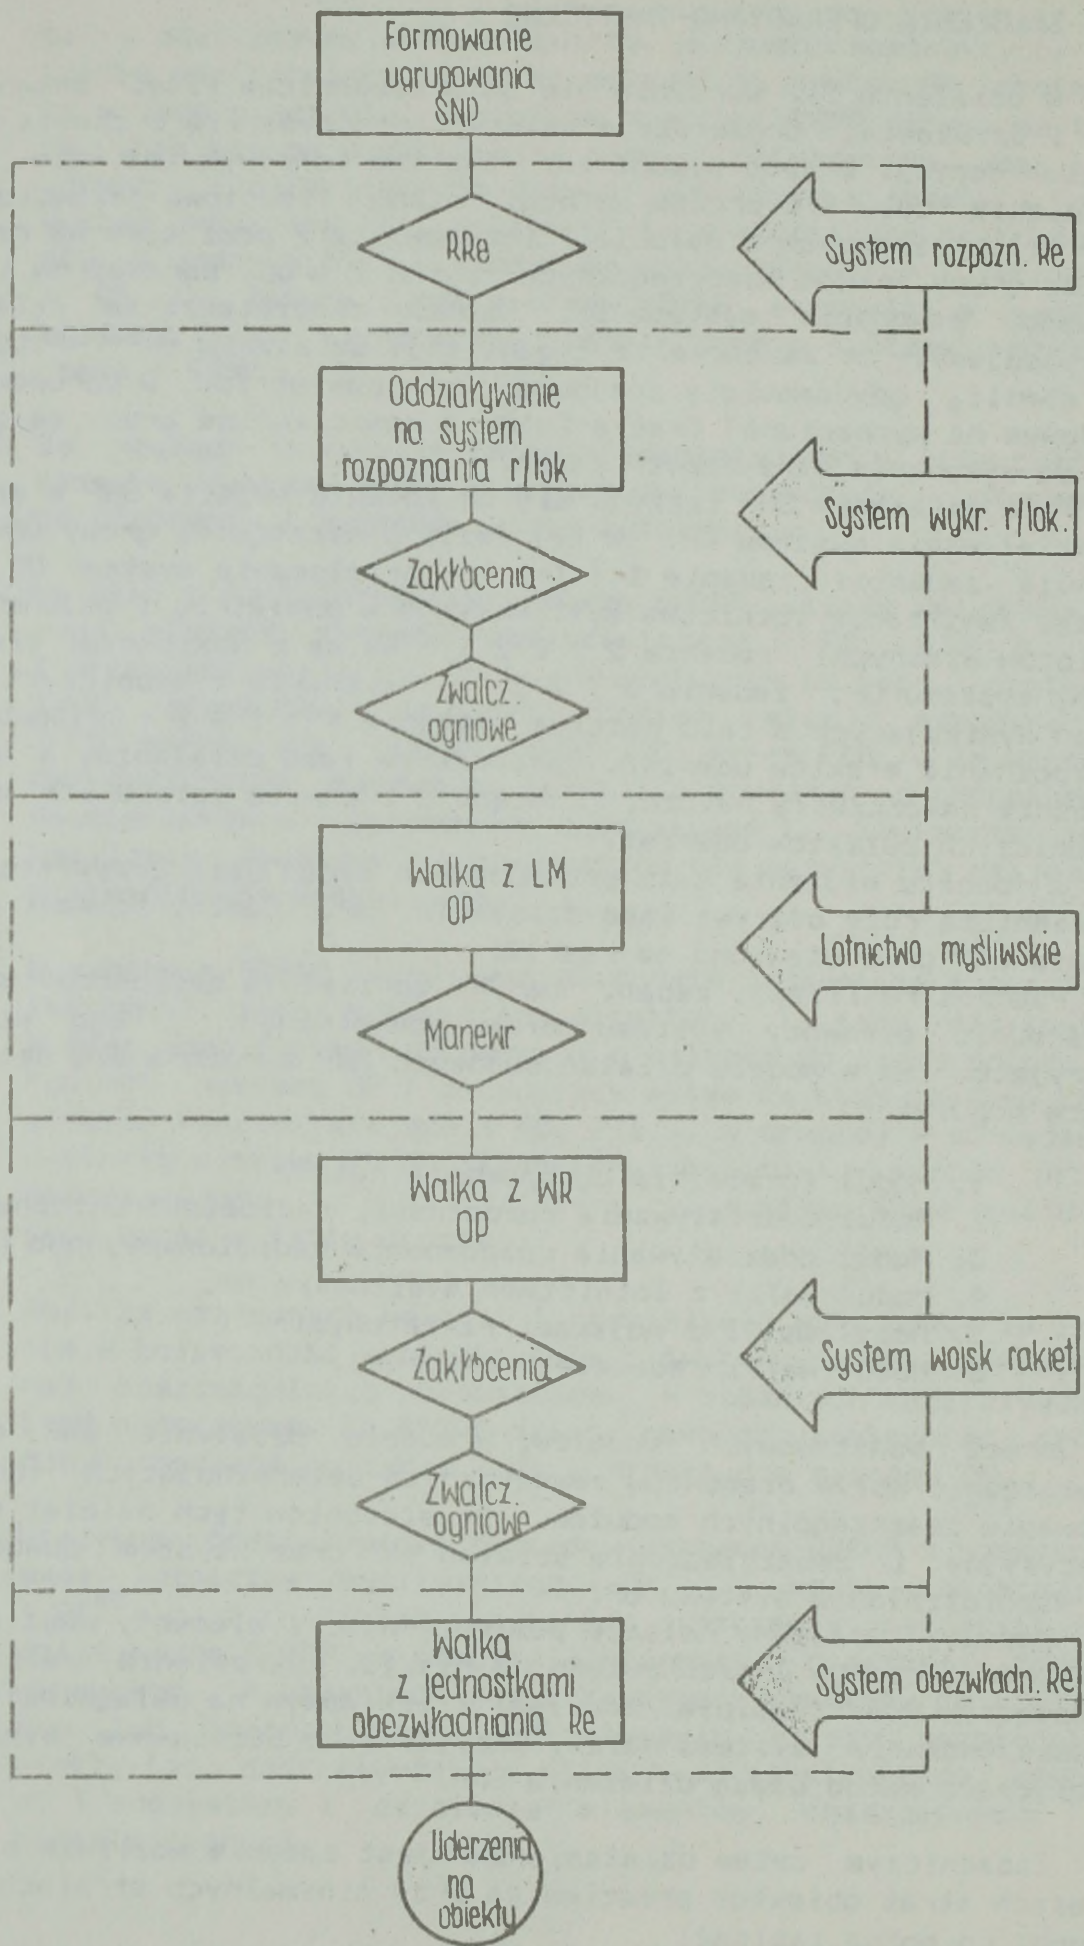 Formowanie
ugrupowania
ŚNP
RRe
System rozpozn. Re
Oddziaływanie
na system
rozpoznania r/lok
System wykr. r/lok.
Zakłócenia
Zwalcz.
ogniowe
Walka z LM
OP
Lotnictwo myśliwskie
Manewr
Walka z WR
OP
Zakłócenia
System wojsk rakiet.
Zwalcz.
ogniowe
Walka
z jednostkami
obezwładniania Re
System obezwładn. Re
Uderzenia
na
obiekty